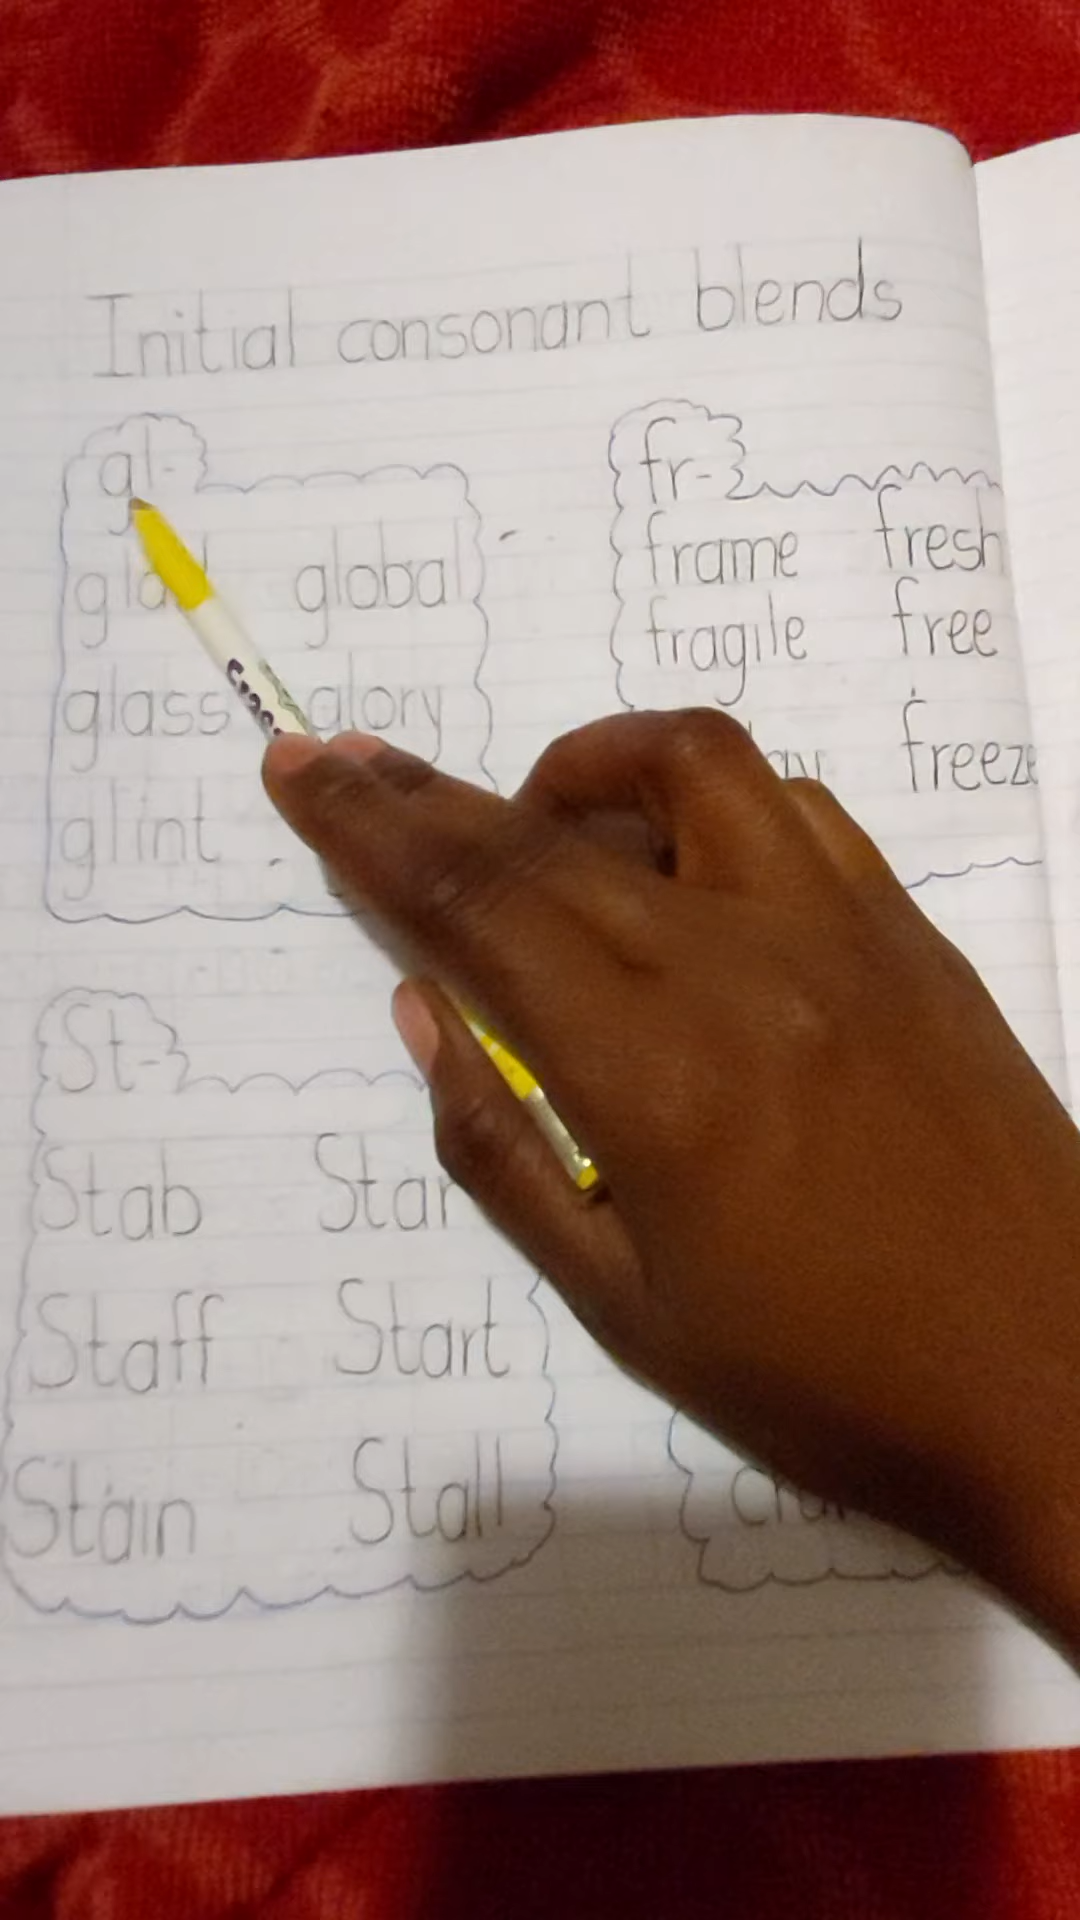 Initial consonant blends
gl-
global
glass glory
glint
fr-
frame fresh
fragile free
freeze
St-
Stab Star
Staff Start
Stain Stall